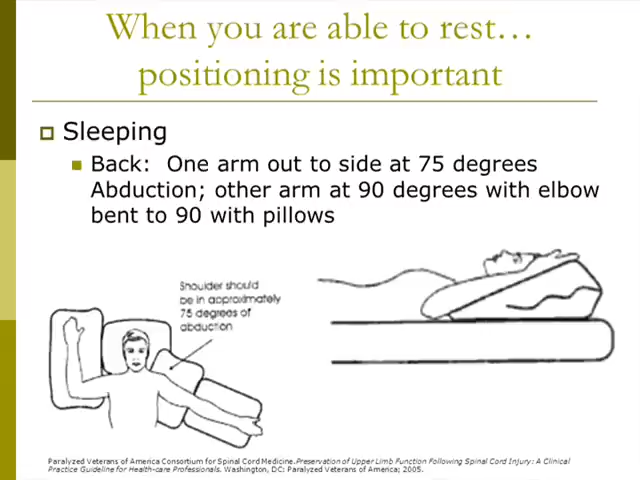 When you are able to rest…
positioning is important
Sleeping
Back: One arm out to side at 75 degrees
Abduction; other arm at 90 degrees with elbow
bent to 90 with pillows
Shoulder should
be in approximately
75 degrees of
abduction
Paralyzed Veterans of America Consortium for Spinal Cord Medicine.Preservation of Upper Limb Function Following Spinal Cord Injury: A Clinical
Practice Guideline for Health-care Professionals. Washington, DC: Paralyzed Veterans of America; 2005.